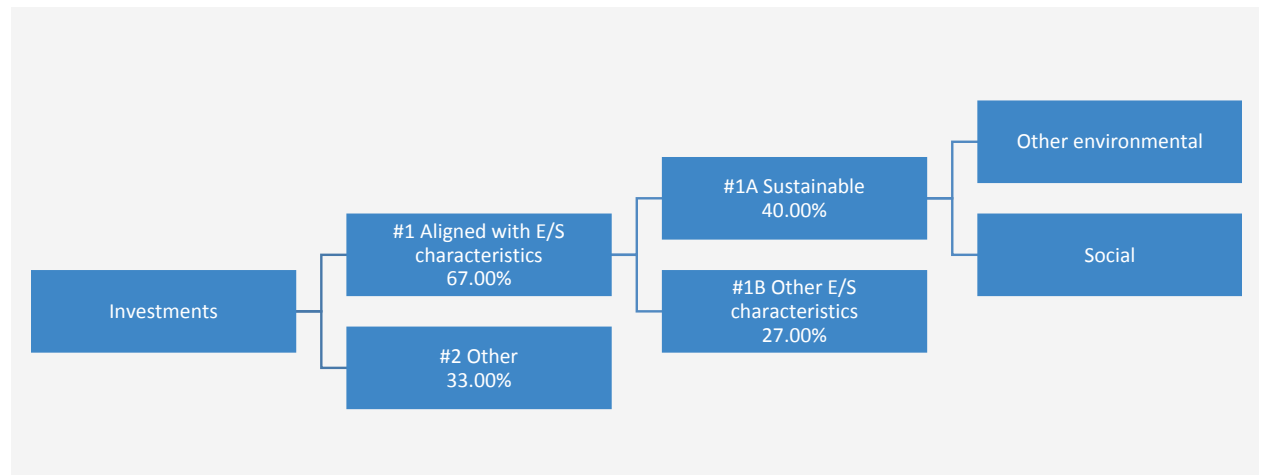 Investments
#1 Aligned with E/S
characteristics
67.00%
#2 Other
33.00%
#1A Sustainable
40.00%
#1B Other E/S
characteristics
27.00%
Other environmental
Social